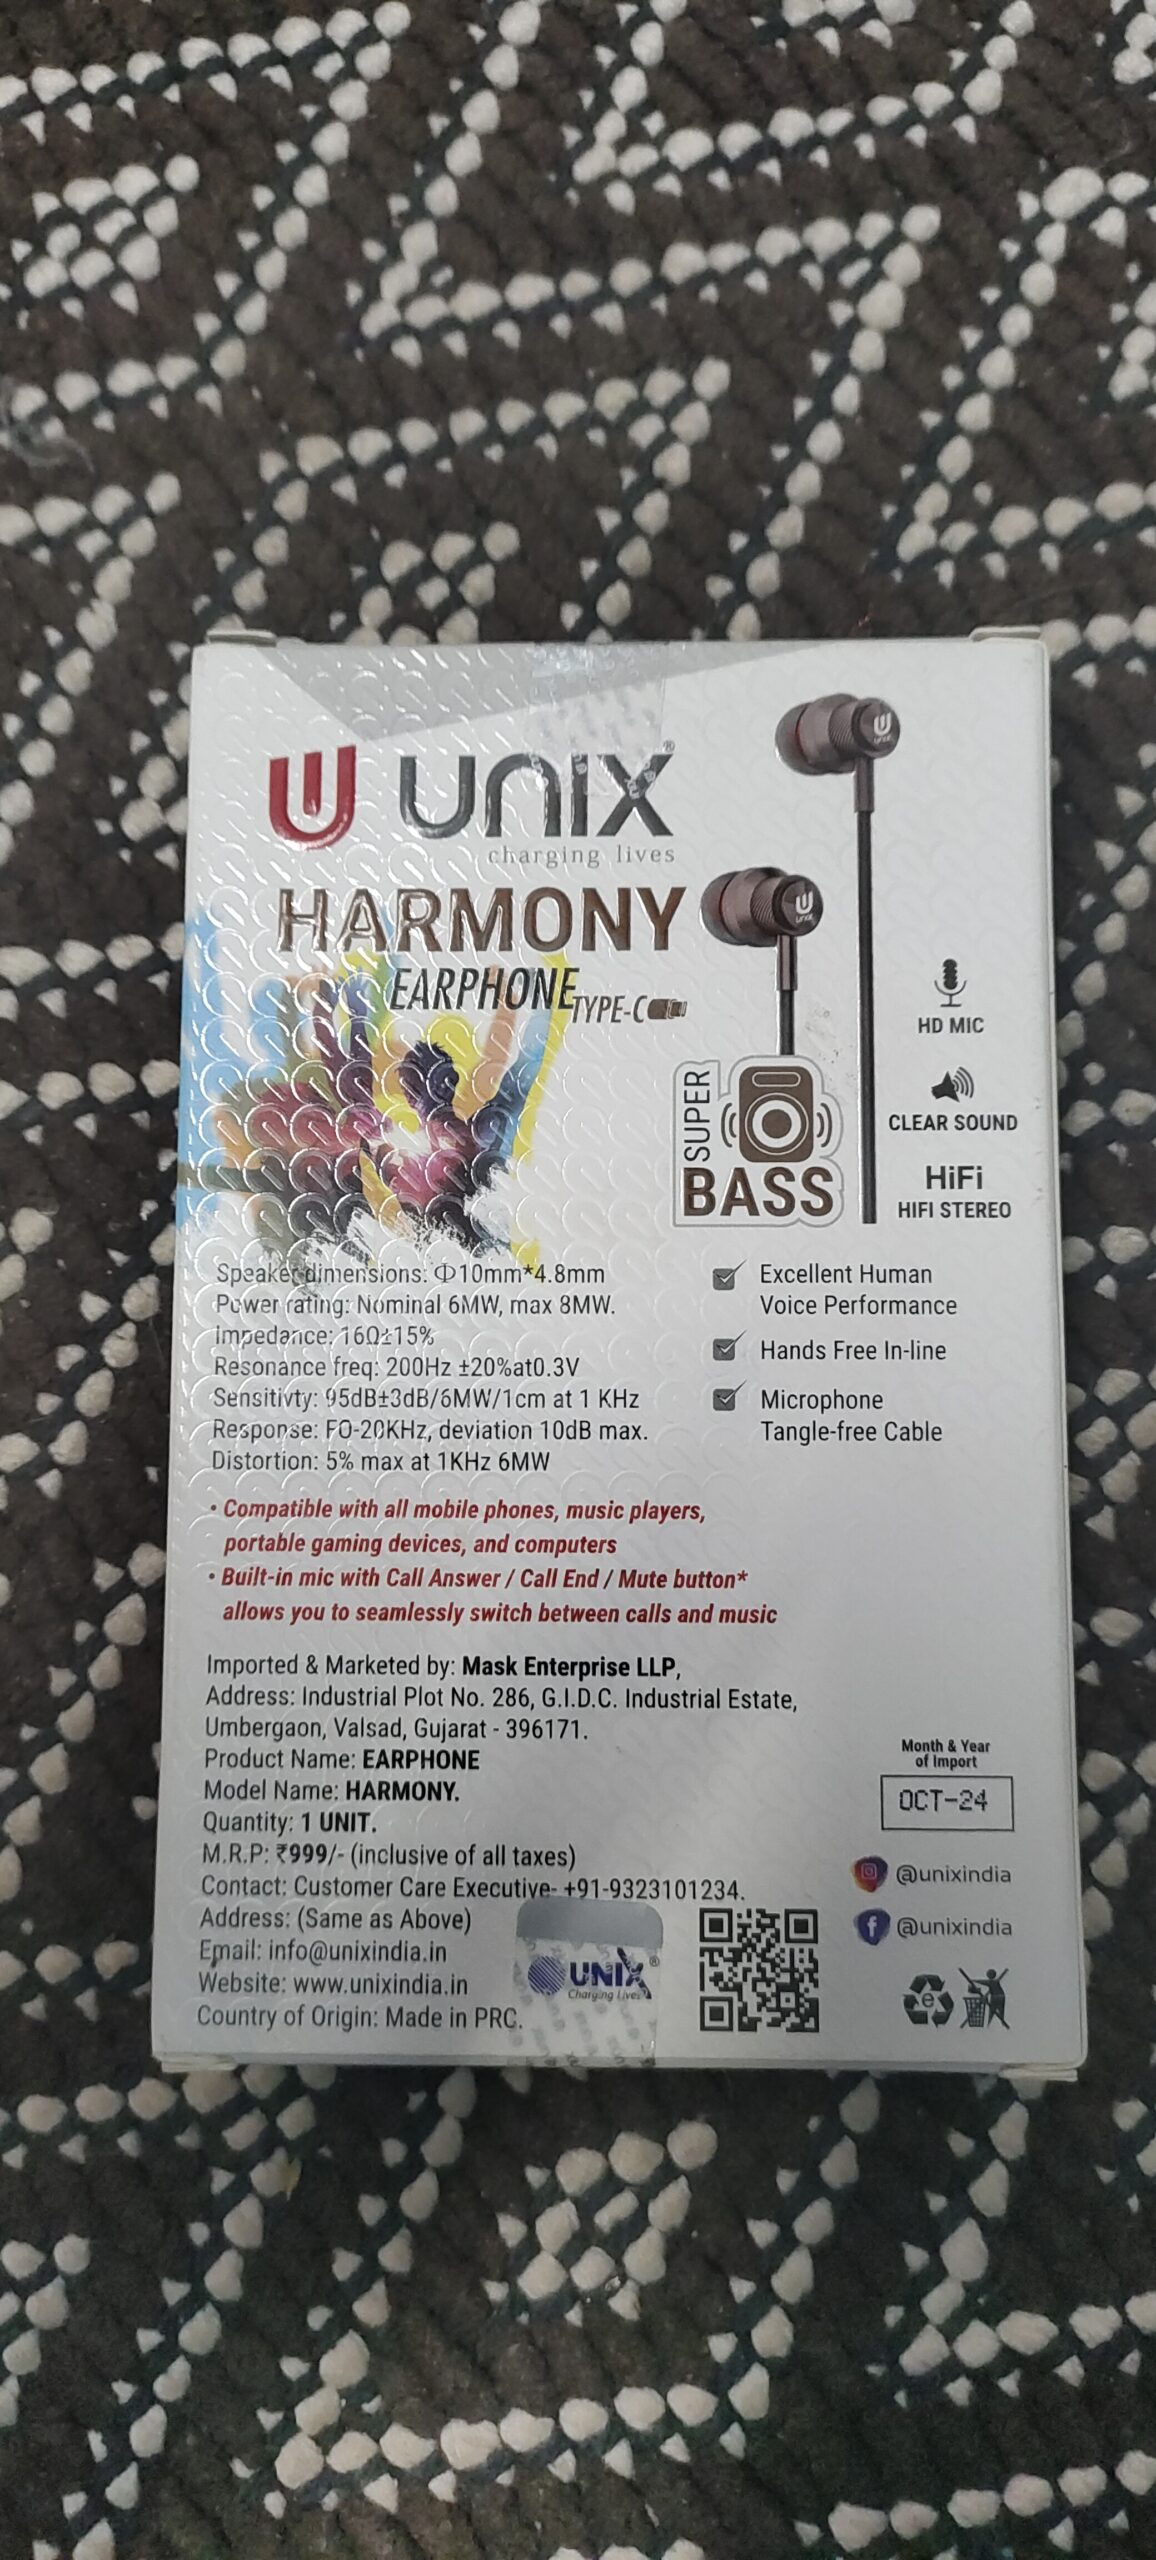 UNIX®
charging lives
HARMONY
EARPHONE
TYPE-C
UNIX
UNIX
SUPER
BASS
HD MIC
CLEAR SOUND
HiFi
HIFI STEREO
Speaker dimensions: Φ10mm*4.8mm
Power rating: Nominal 6MW, max 8MW.
Impedance: 16Ω±15%
Resonance freq: 200Hz ±20%at0.3V
Sensitivty: 95dB±3dB/6MW/1cm at 1 KHz
Response: FO-20KHz, deviation 10dB max.
Distortion: 5% max at 1KHz 6MW
Excellent Human
Voice Performance
Hands Free In-line
Microphone
Tangle-free Cable
• Compatible with all mobile phones, music players,
portable gaming devices, and computers
• Built-in mic with Call Answer / Call End / Mute button*
allows you to seamlessly switch between calls and music
Imported & Marketed by: Mask Enterprise LLP,
Address: Industrial Plot No. 286, G.I.D.C. Industrial Estate,
Umbergaon, Valsad, Gujarat - 396171.
Product Name: EARPHONE
Model Name: HARMONY.
Quantity: 1 UNIT.
M.R.P: ₹999/- (inclusive of all taxes)
Contact: Customer Care Executive- +91-9323101234.
Address: (Same as Above)
Email: info@unixindia.in
Website: www.unixindia.in
Country of Origin: Made in PRC.
UNIX®
Charging Lives
Month & Year
of Import
OCT-24
@unixindia
@unixindia